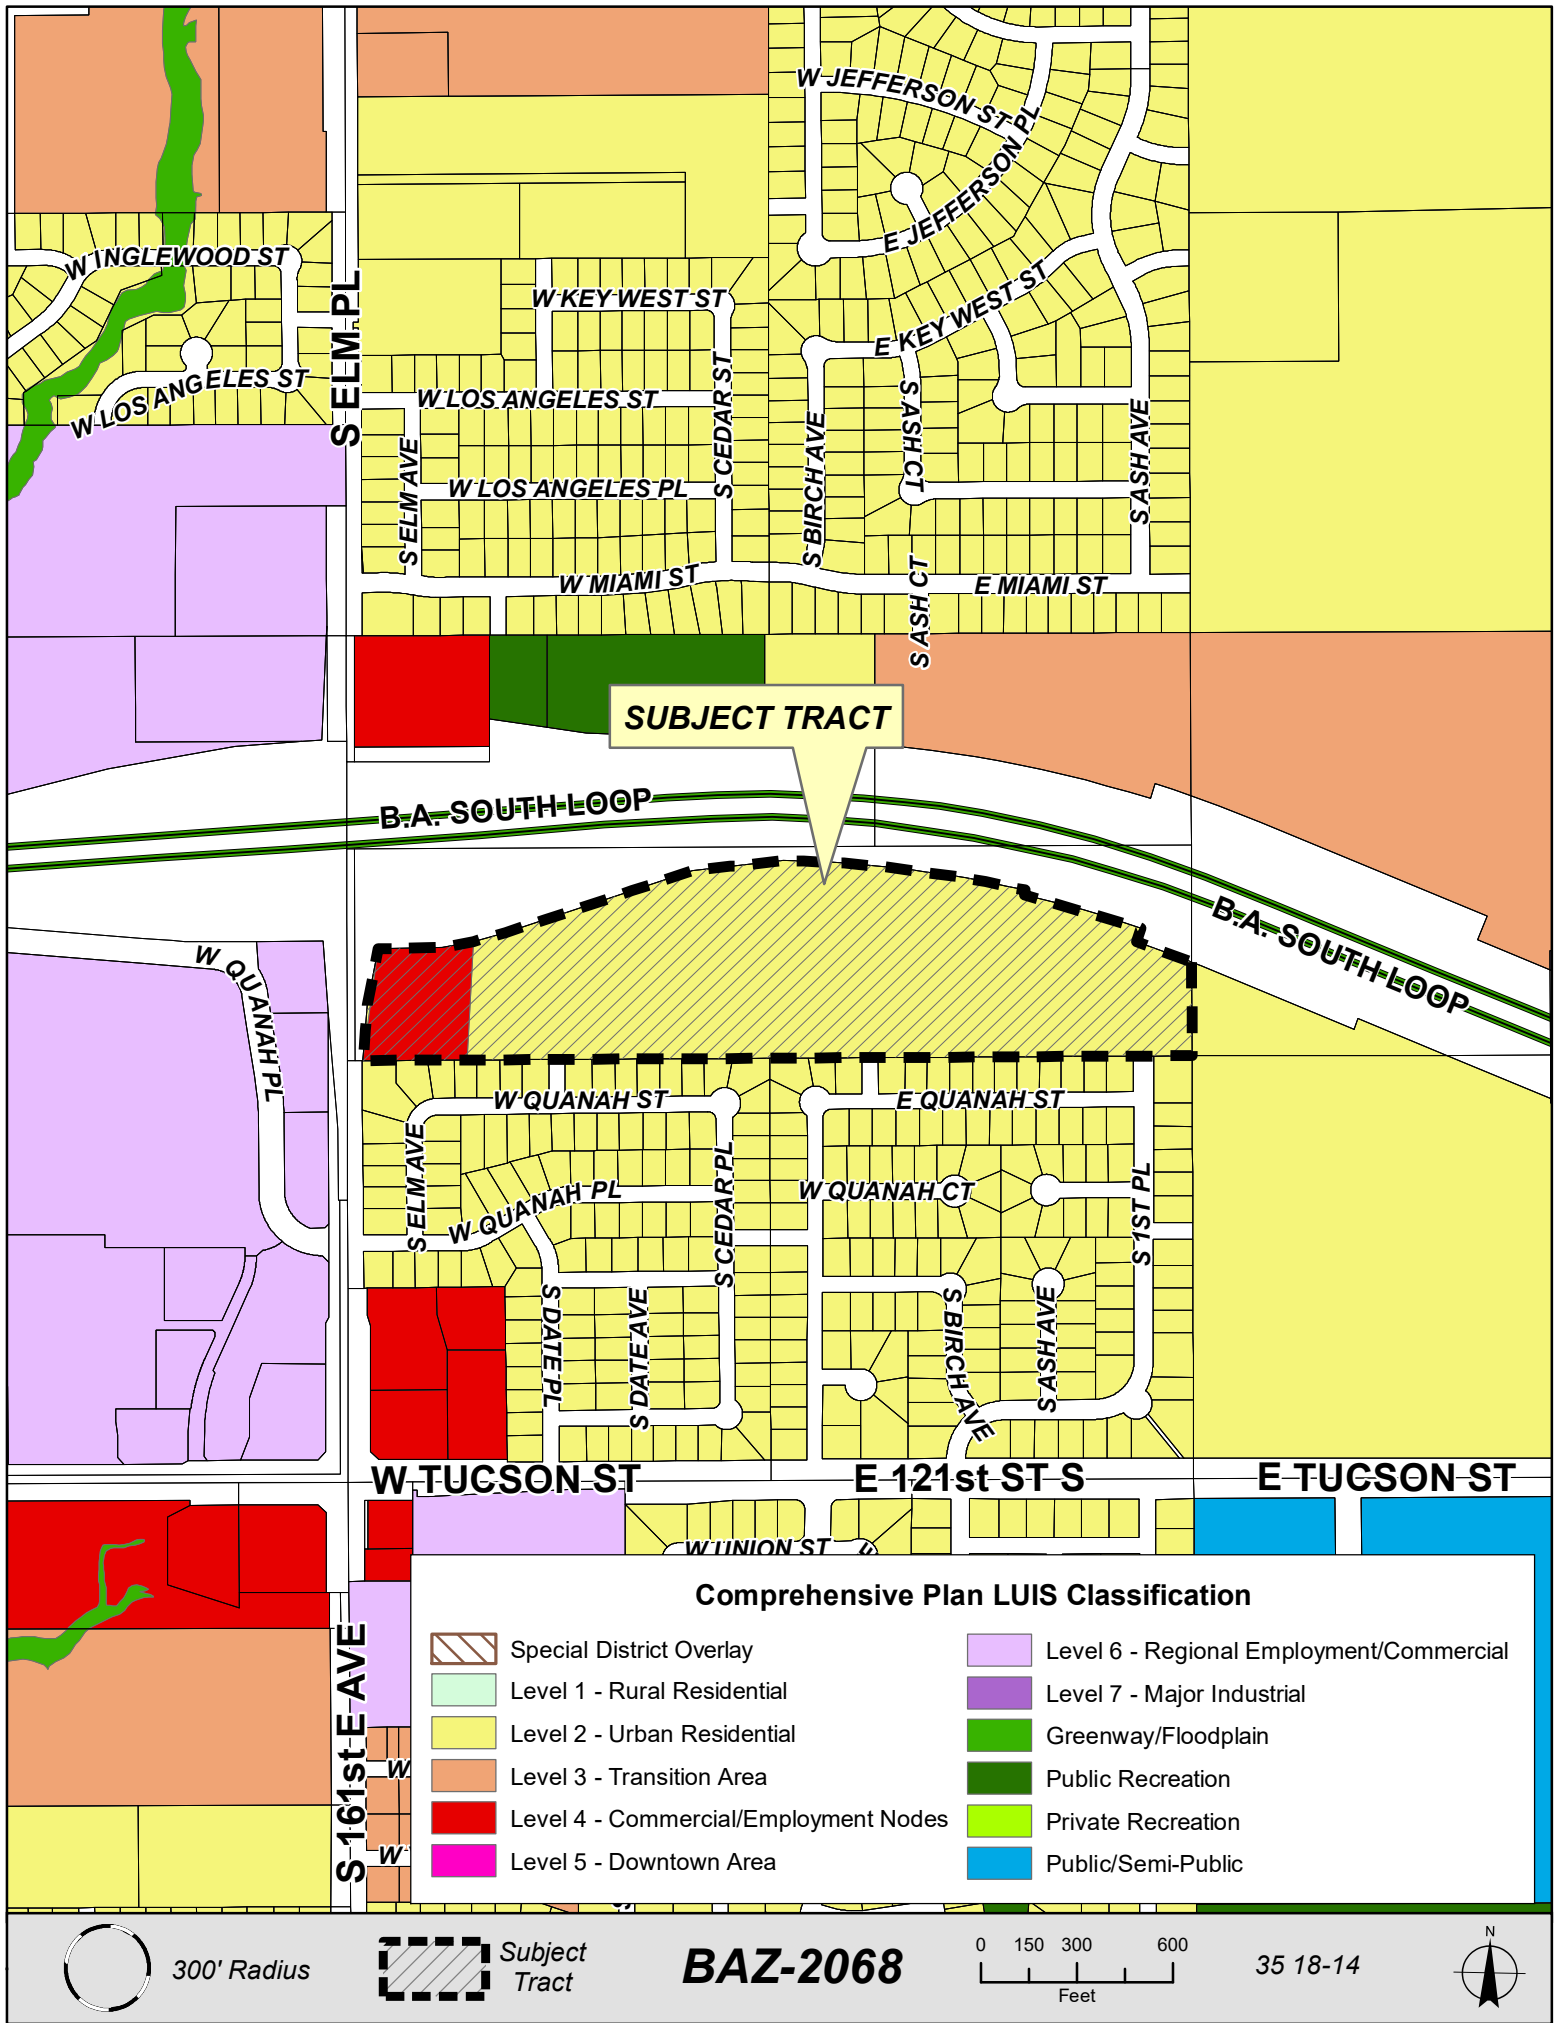 W JEFFERSON ST
E JEFFERSON PL
W INGLEWOOD ST
S ELM PL
W KEY WEST ST
E KEY WEST ST
W LOS ANGELES ST
W LOS ANGELES ST
S CEDAR ST
S ASH CT
S ELM AVE
S BIRCH AVE
S ASH AVE
W LOS ANGELES PL
W MIAMI ST
S ASH CT
E MIAMI ST
SUBJECT TRACT
B.A. SOUTH LOOP
B.A. SOUTH LOOP
W QUANAH PL
W QUANAH ST
E QUANAH ST
S ELM AVE
S CEDAR PL
W QUANAH PL
W QUANAH CT
S 1ST PL
S DATE PL
S DATE AVE
S BIRCH AVE
S ASH AVE
W TUCSON ST
E 121st ST S
E TUCSON ST
W UNION ST
S 161st E AVE
W
W
Comprehensive Plan LUIS Classification
Special District Overlay
Level 1 - Rural Residential
Level 2 - Urban Residential
Level 3 - Transition Area
Level 4 - Commercial/Employment Nodes
Level 5 - Downtown Area
Level 6 - Regional Employment/Commercial
Level 7 - Major Industrial
Greenway/Floodplain
Public Recreation
Private Recreation
Public/Semi-Public
300' Radius
Subject
Tract
BAZ-2068
0 150 300 600
Feet
35 18-14
N